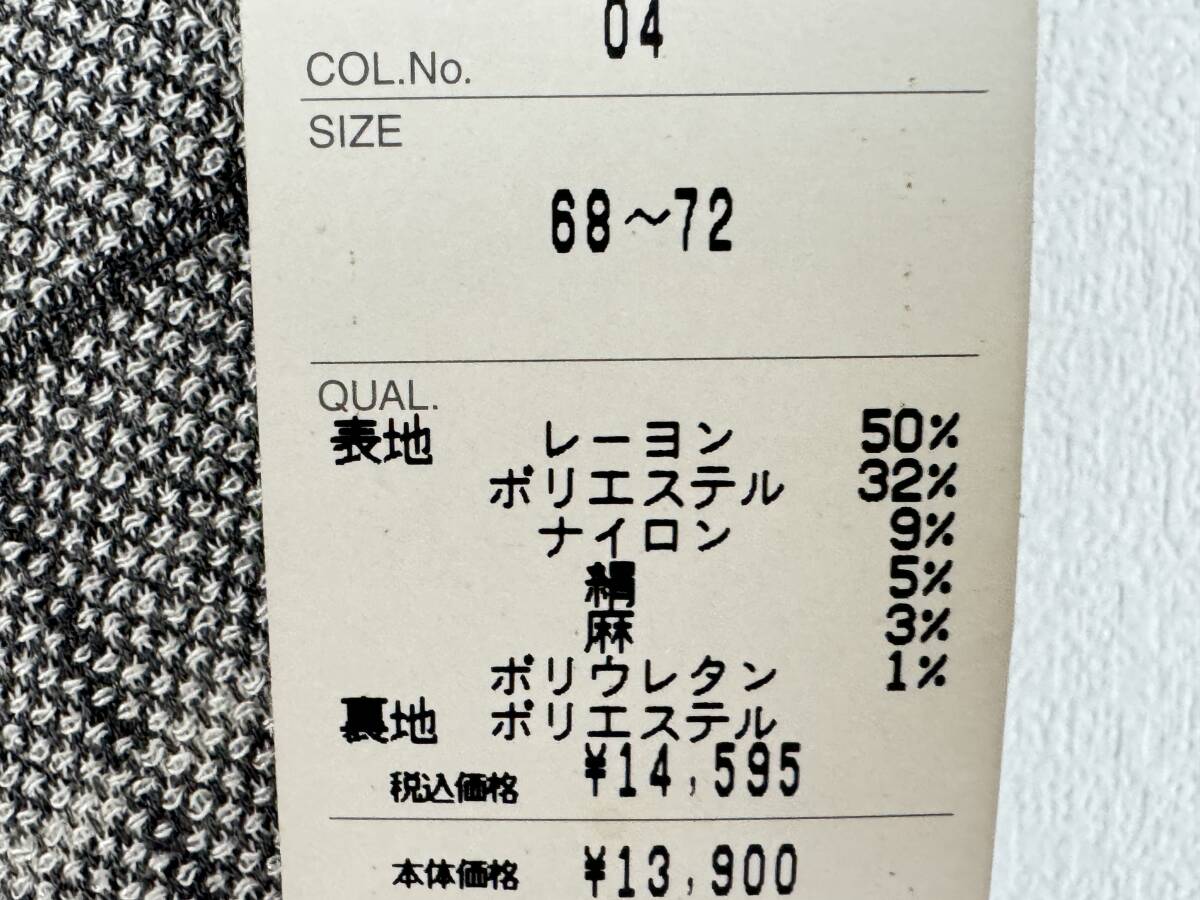 04
COL.No.
SIZE
68~72
QUAL.
表地 レーヨン 50%
ポリエステル 32%
ナイロン 9%
絹 5%
麻 3%
ポリウレタン 1%
裏地 ポリエステル
税込価格 ¥14,595
本体価格 ¥13,900